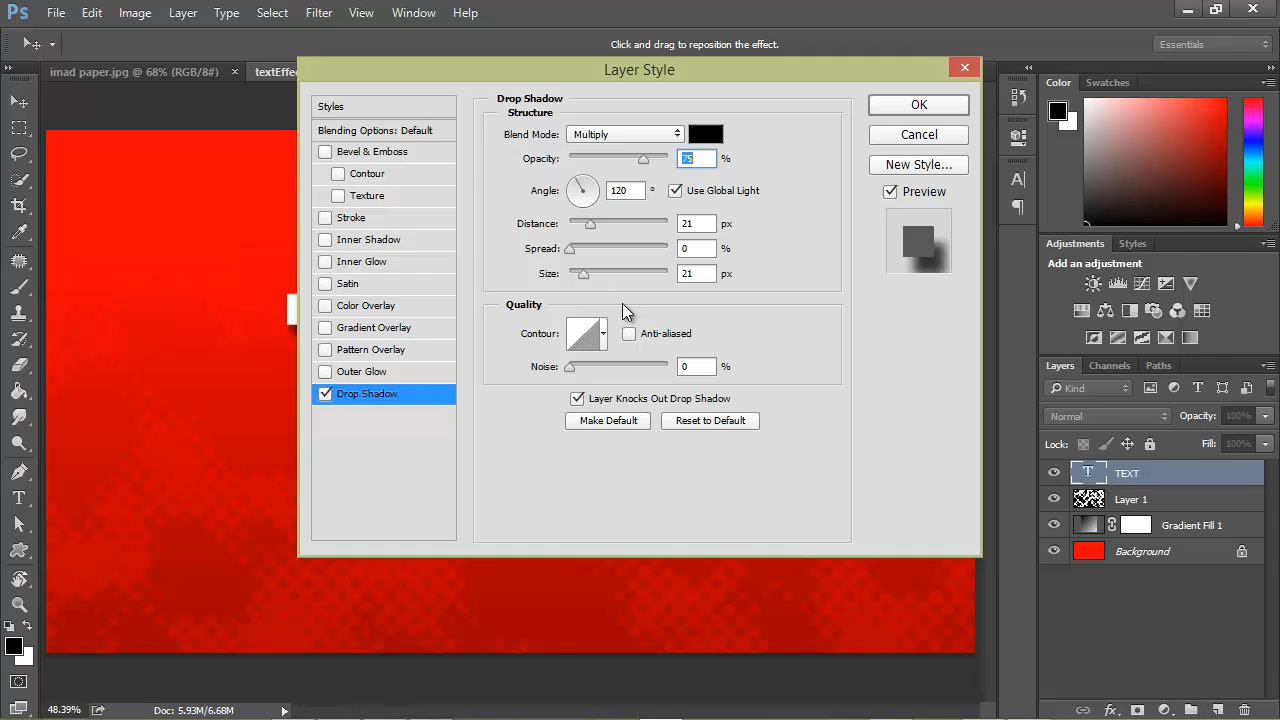 Ps File Edit Image Layer Type Select Filter View Window Help
Click and drag to reposition the effect.
Essentials
imad paper.jpg @ 68% (RGB/8#) ×
textEffec
Layer Style
Styles
Blending Options: Default
Bevel & Emboss
Contour
Texture
Stroke
Inner Shadow
Inner Glow
Satin
Color Overlay
Gradient Overlay
Pattern Overlay
Outer Glow
Drop Shadow
Drop Shadow
Structure
Blend Mode: Multiply
Opacity: 75 %
Angle: 120 ° Use Global Light
Distance: 21 px
Spread: 0 %
Size: 21 px
Quality
Contour: Anti-aliased
Noise: 0 %
Layer Knocks Out Drop Shadow
Make Default Reset to Default
OK
Cancel
New Style...
Preview
Color Swatches
Adjustments Styles
Add an adjustment
Layers Channels Paths
Kind
Normal Opacity: 100%
Lock: Fill: 100%
T TEXT
Layer 1
Gradient Fill 1
Background
48.39% Doc: 5.93M/6.68M